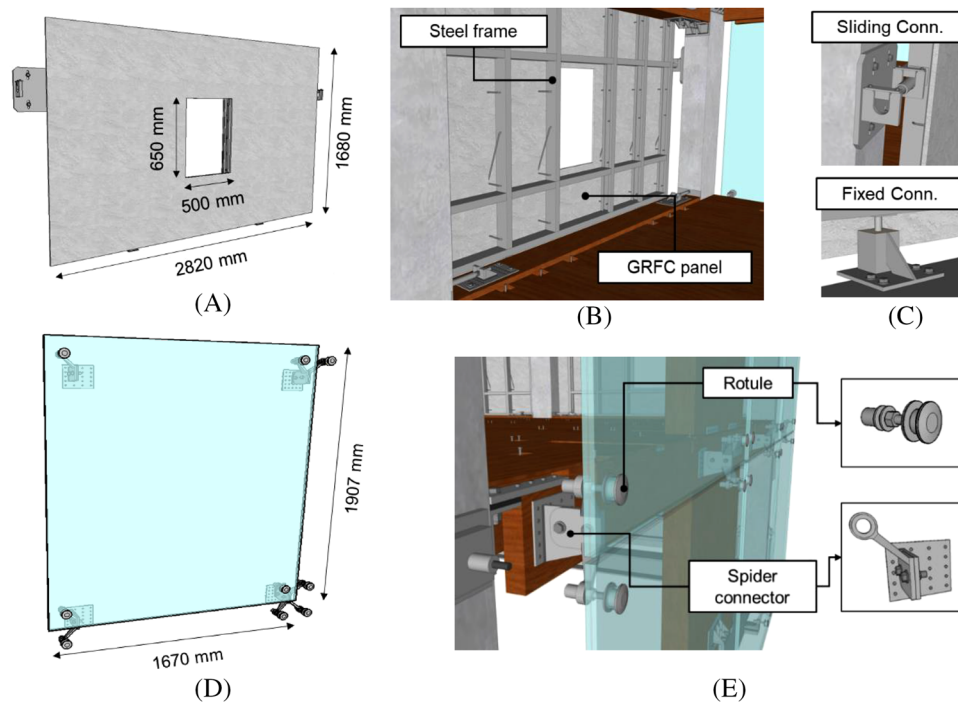 650 mm
500 mm
1680 mm
2820 mm
(A)
Steel frame
GRFC panel
(B)
Sliding Conn.
Fixed Conn.
(C)
1907 mm
1670 mm
(D)
Rotule
Spider
connector
(E)